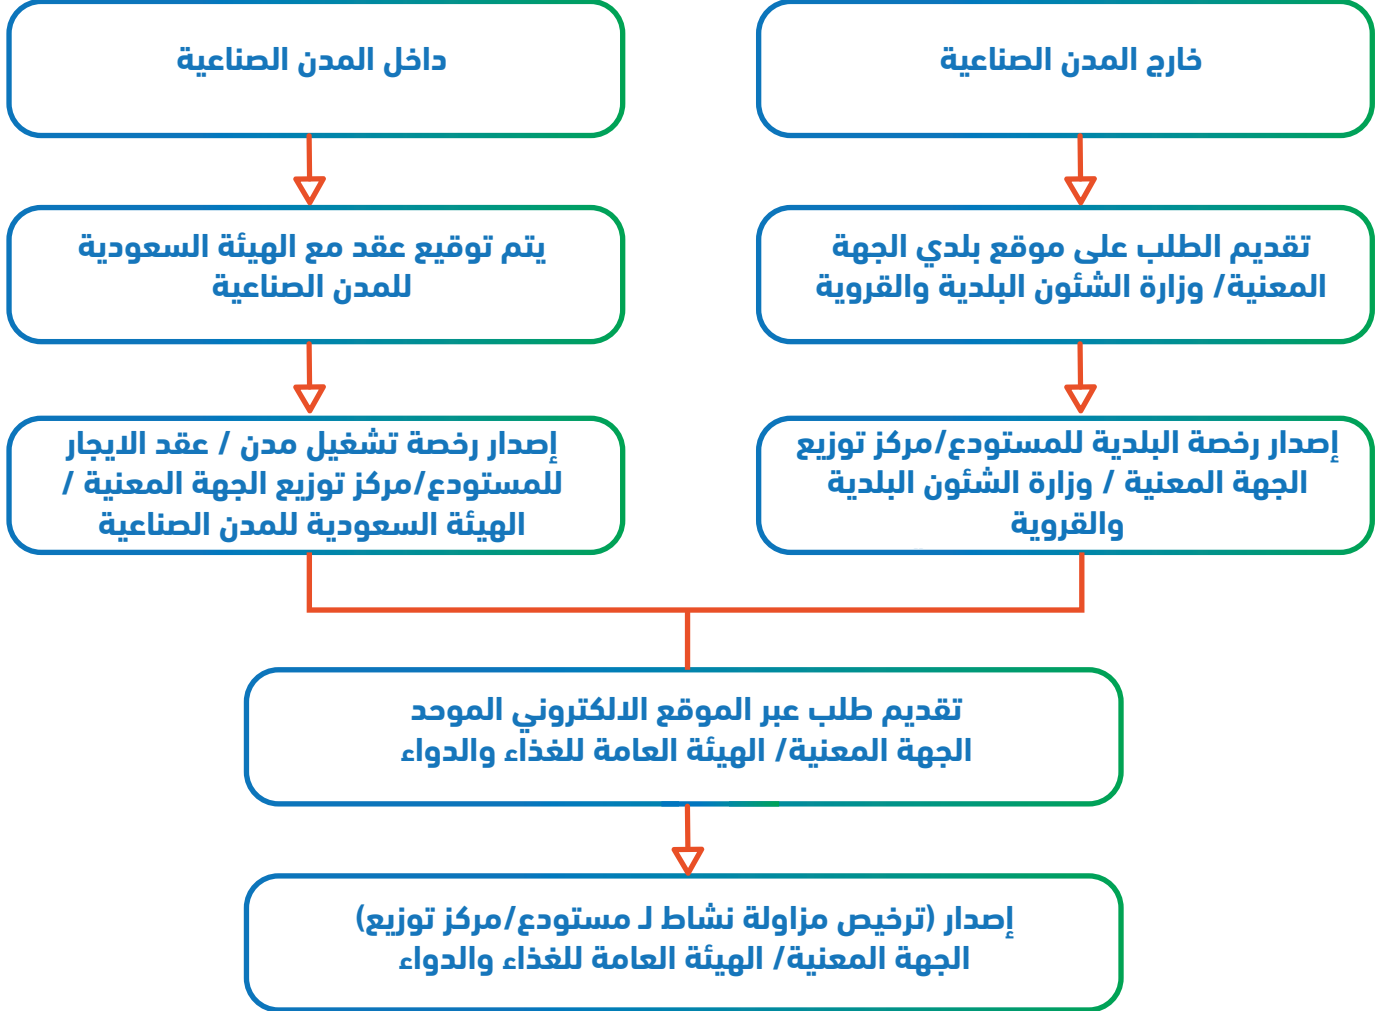 خارج المدن الصناعية
داخل المدن الصناعية
تقديم الطلب على موقع بلدي الجهة
المعنية/ وزارة الشئون البلدية والقروية
يتم توقيع عقد مع الهيئة السعودية
للمدن الصناعية
إصدار رخصة البلدية للمستودع/مركز توزيع
الجهة المعنية / وزارة الشئون البلدية
والقروية
إصدار رخصة تشغيل مدن / عقد الايجار
للمستودع/مركز توزيع الجهة المعنية /
الهيئة السعودية للمدن الصناعية
تقديم طلب عبر الموقع الالكتروني الموحد
الجهة المعنية/ الهيئة العامة للغذاء والدواء
إصدار (ترخيص مزاولة نشاط لـ مستودع/مركز توزيع)
الجهة المعنية/ الهيئة العامة للغذاء والدواء